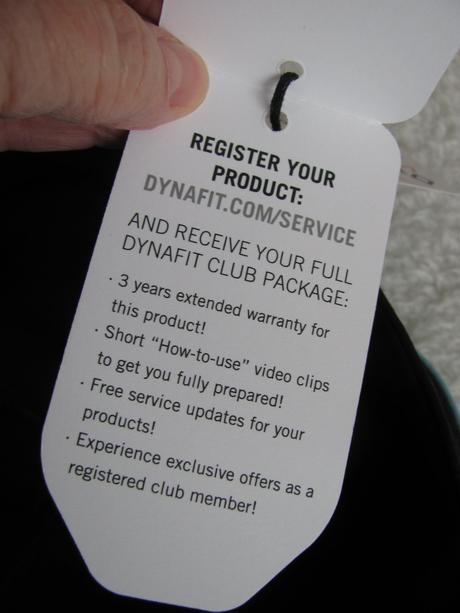 REGISTER YOUR
PRODUCT:
DYNAFIT.COM/SERVICE
AND RECEIVE YOUR FULL
DYNAFIT CLUB PACKAGE:
· 3 years extended warranty for
this product!
· Short “How-to-use” video clips
to get you fully prepared!
· Free service updates for your
products!
· Experience exclusive offers as a
registered club member!